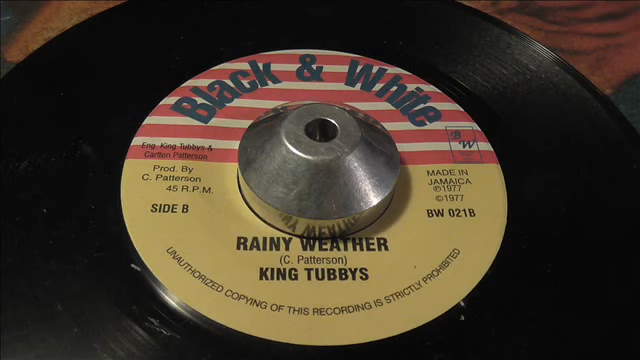 Black & White
B
W
Eng. King Tubbys &
Carlton Patterson
Prod. By
C. Patterson
45 R.P.M.
MADE IN
JAMAICA
℗1977
©1977
SIDE B
BW 021B
RAINY WEATHER
(C. Patterson)
KING TUBBYS
UNAUTHORIZED COPYING OF THIS RECORDING IS STRICTLY PROHIBITED